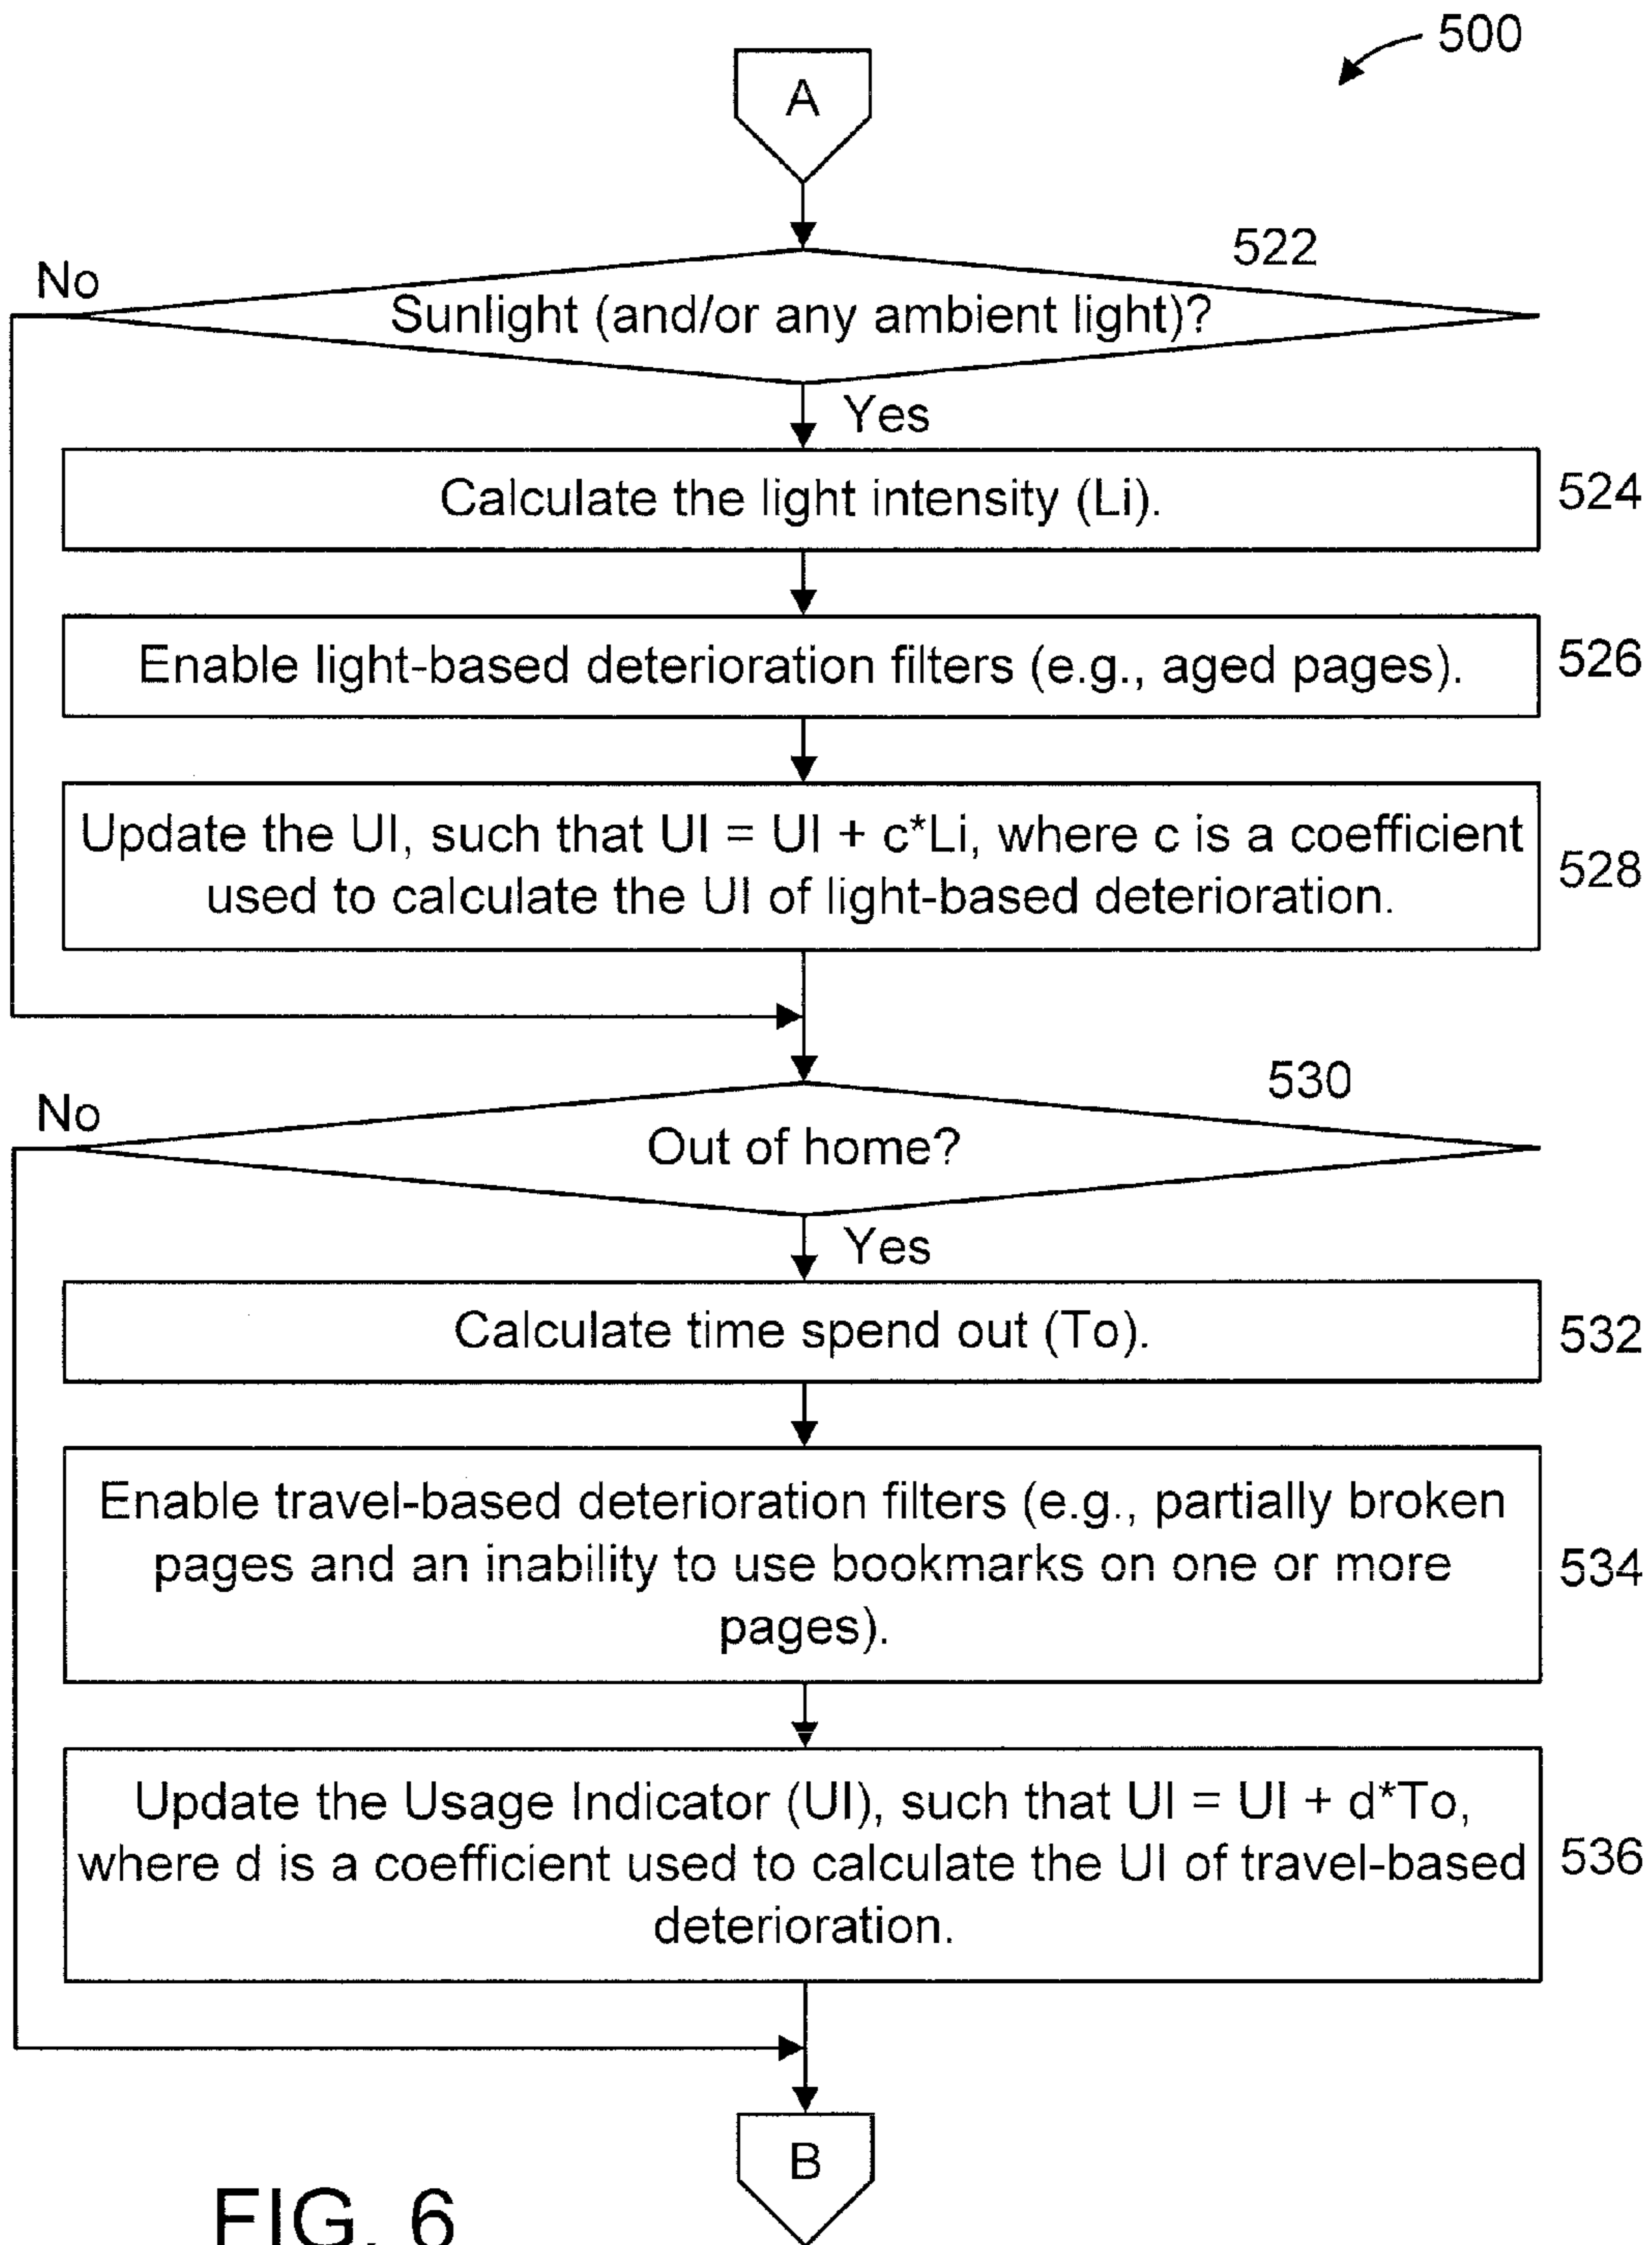 500
A
522
No
Sunlight (and/or any ambient light)?
Yes
Calculate the light intensity (Li).
524
Enable light-based deterioration filters (e.g., aged pages).
526
Update the UI, such that UI = UI + c*Li, where c is a coefficient
used to calculate the UI of light-based deterioration.
528
530
No
Out of home?
Yes
Calculate time spend out (To).
532
Enable travel-based deterioration filters (e.g., partially broken
pages and an inability to use bookmarks on one or more
pages).
534
Update the Usage Indicator (UI), such that UI = UI + d*To,
where d is a coefficient used to calculate the UI of travel-based
deterioration.
536
B
FIG. 6